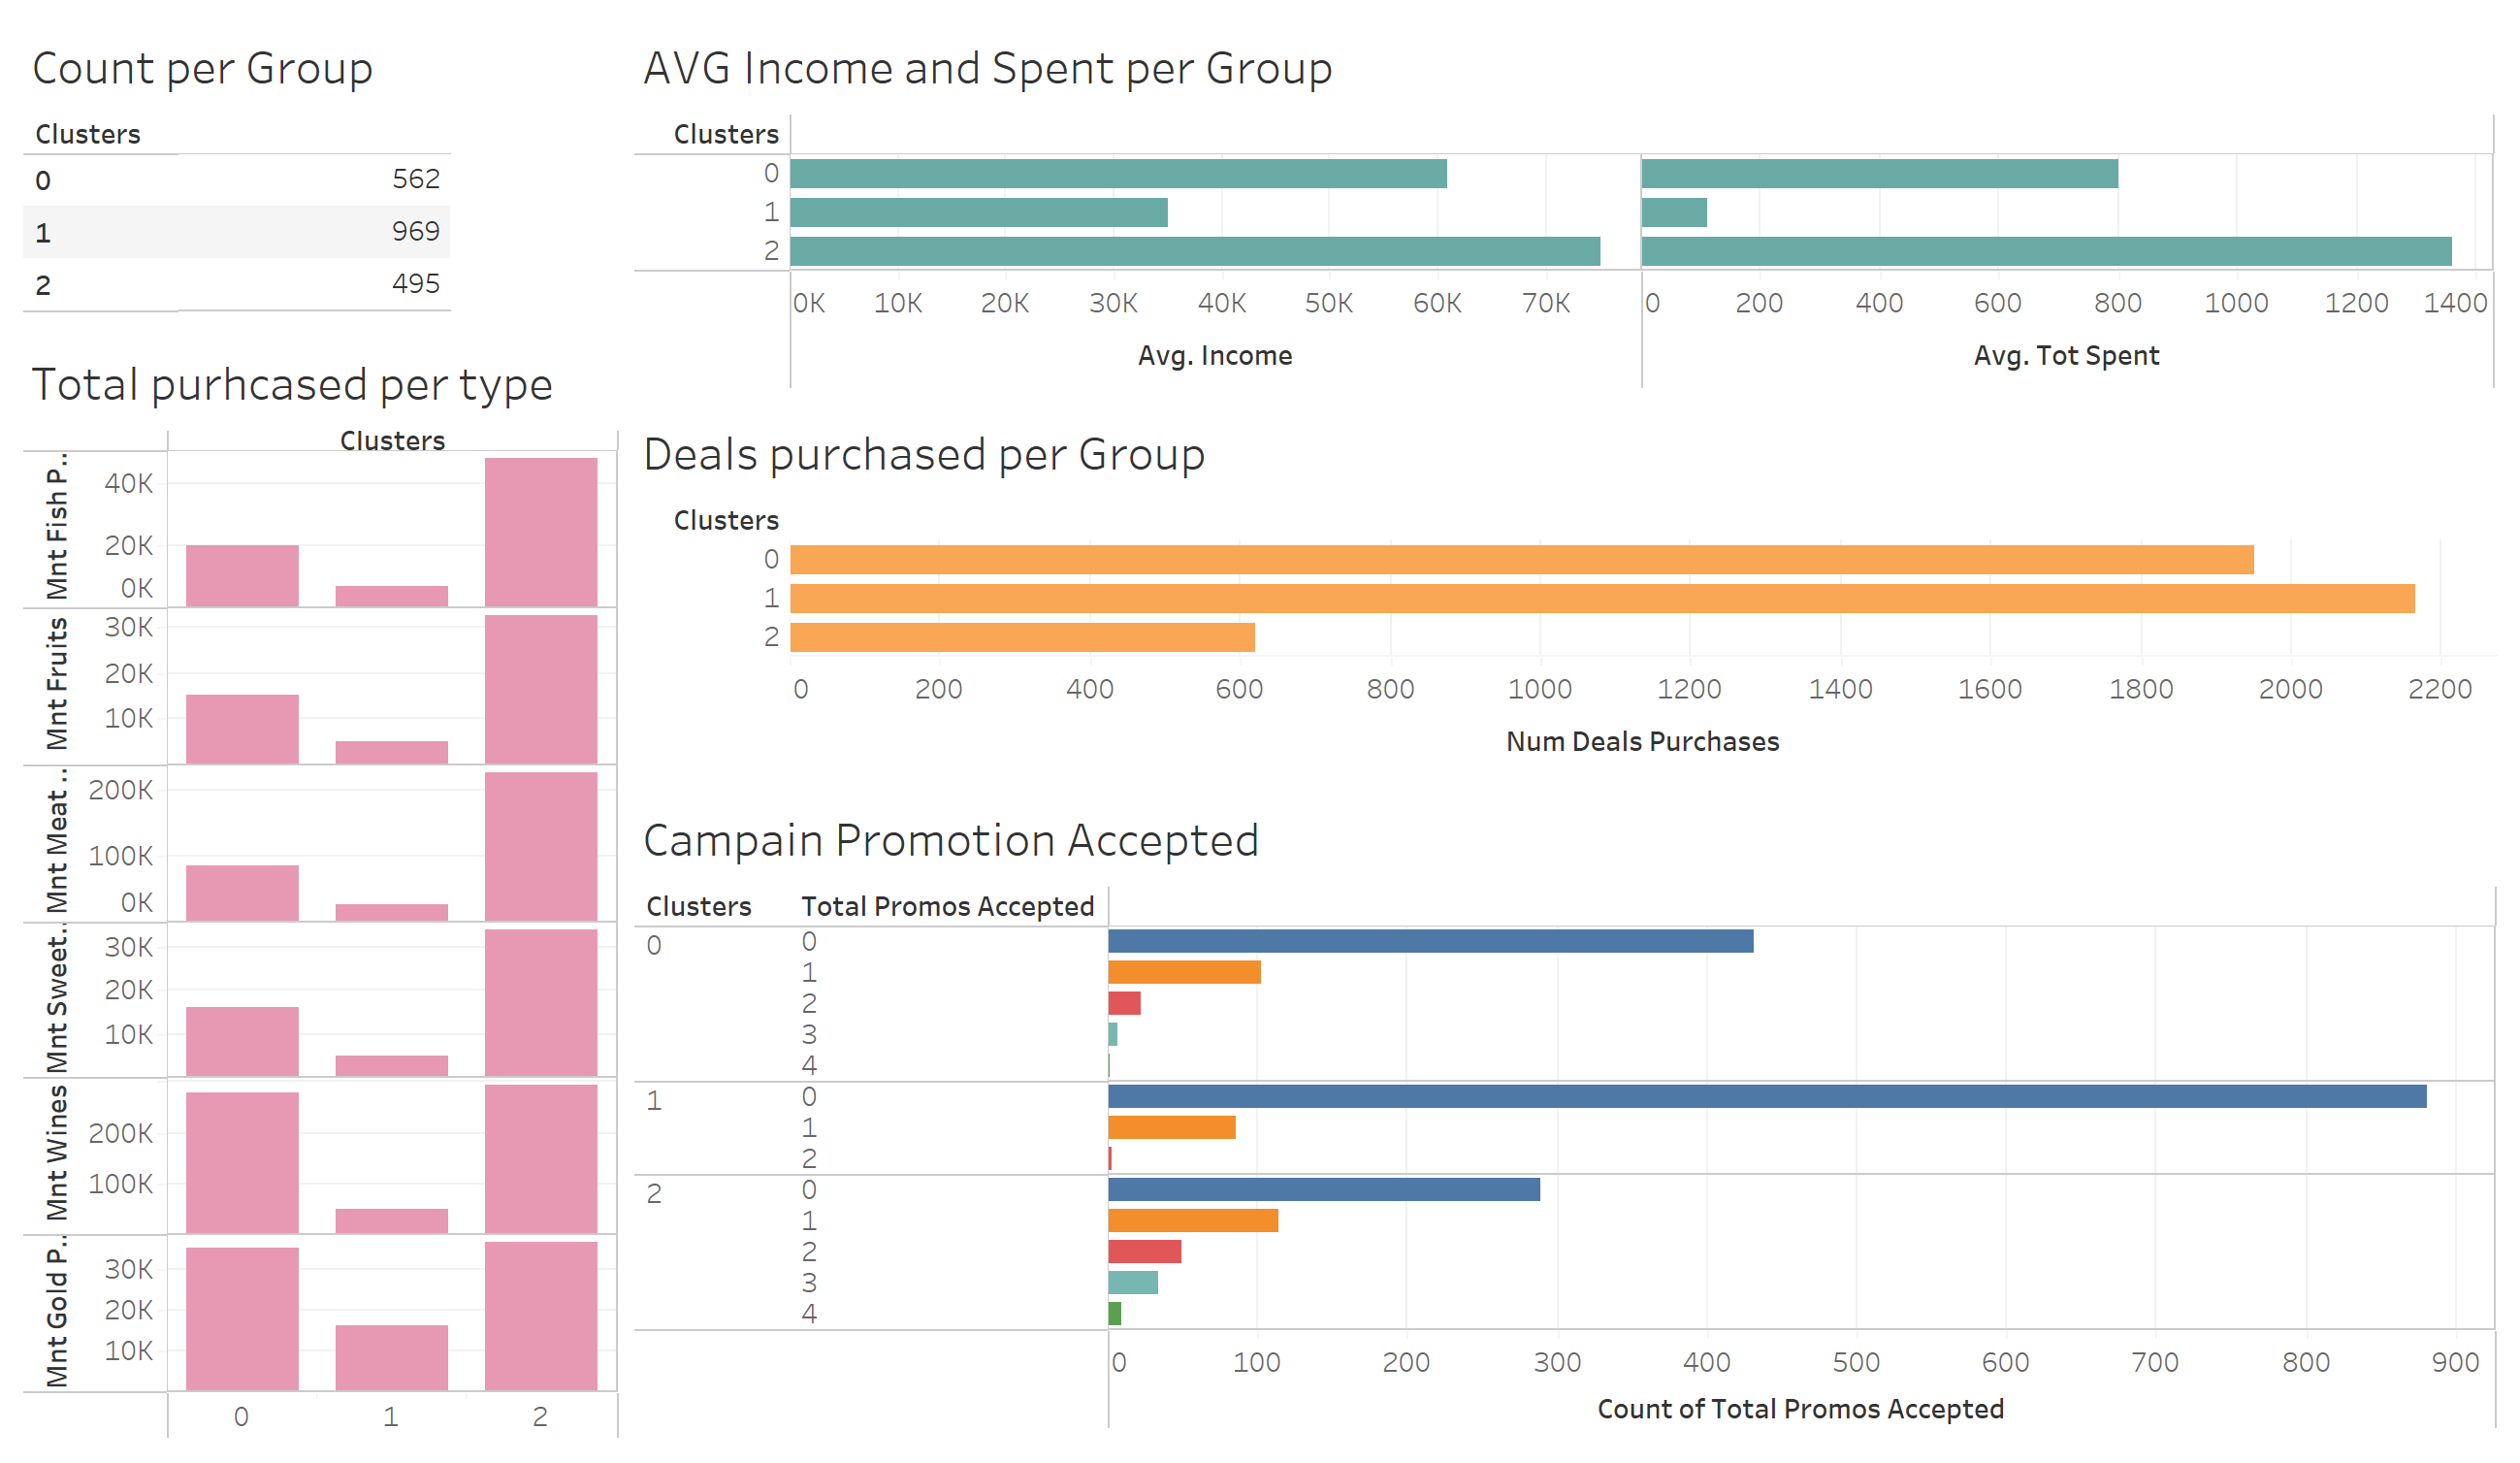 Count per Group
Clusters
0 562
1 969
2 495
AVG Income and Spent per Group
Clusters
0
1
2
0K 10K 20K 30K 40K 50K 60K 70K
Avg. Income
0 200 400 600 800 1000 1200 1400
Avg. Tot Spent
Total purhcased per type
Clusters
Mnt Fish P..
40K
20K
0K
Mnt Fruits
30K
20K
10K
Mnt Meat ..
200K
100K
0K
Mnt Sweet..
30K
20K
10K
Mnt Wines
200K
100K
Mnt Gold P..
30K
20K
10K
0 1 2
Deals purchased per Group
Clusters
0
1
2
0 200 400 600 800 1000 1200 1400 1600 1800 2000 2200
Num Deals Purchases
Campain Promotion Accepted
Clusters Total Promos Accepted
0 0
1
2
3
4
1 0
1
2
2 0
1
2
3
4
0 100 200 300 400 500 600 700 800 900
Count of Total Promos Accepted